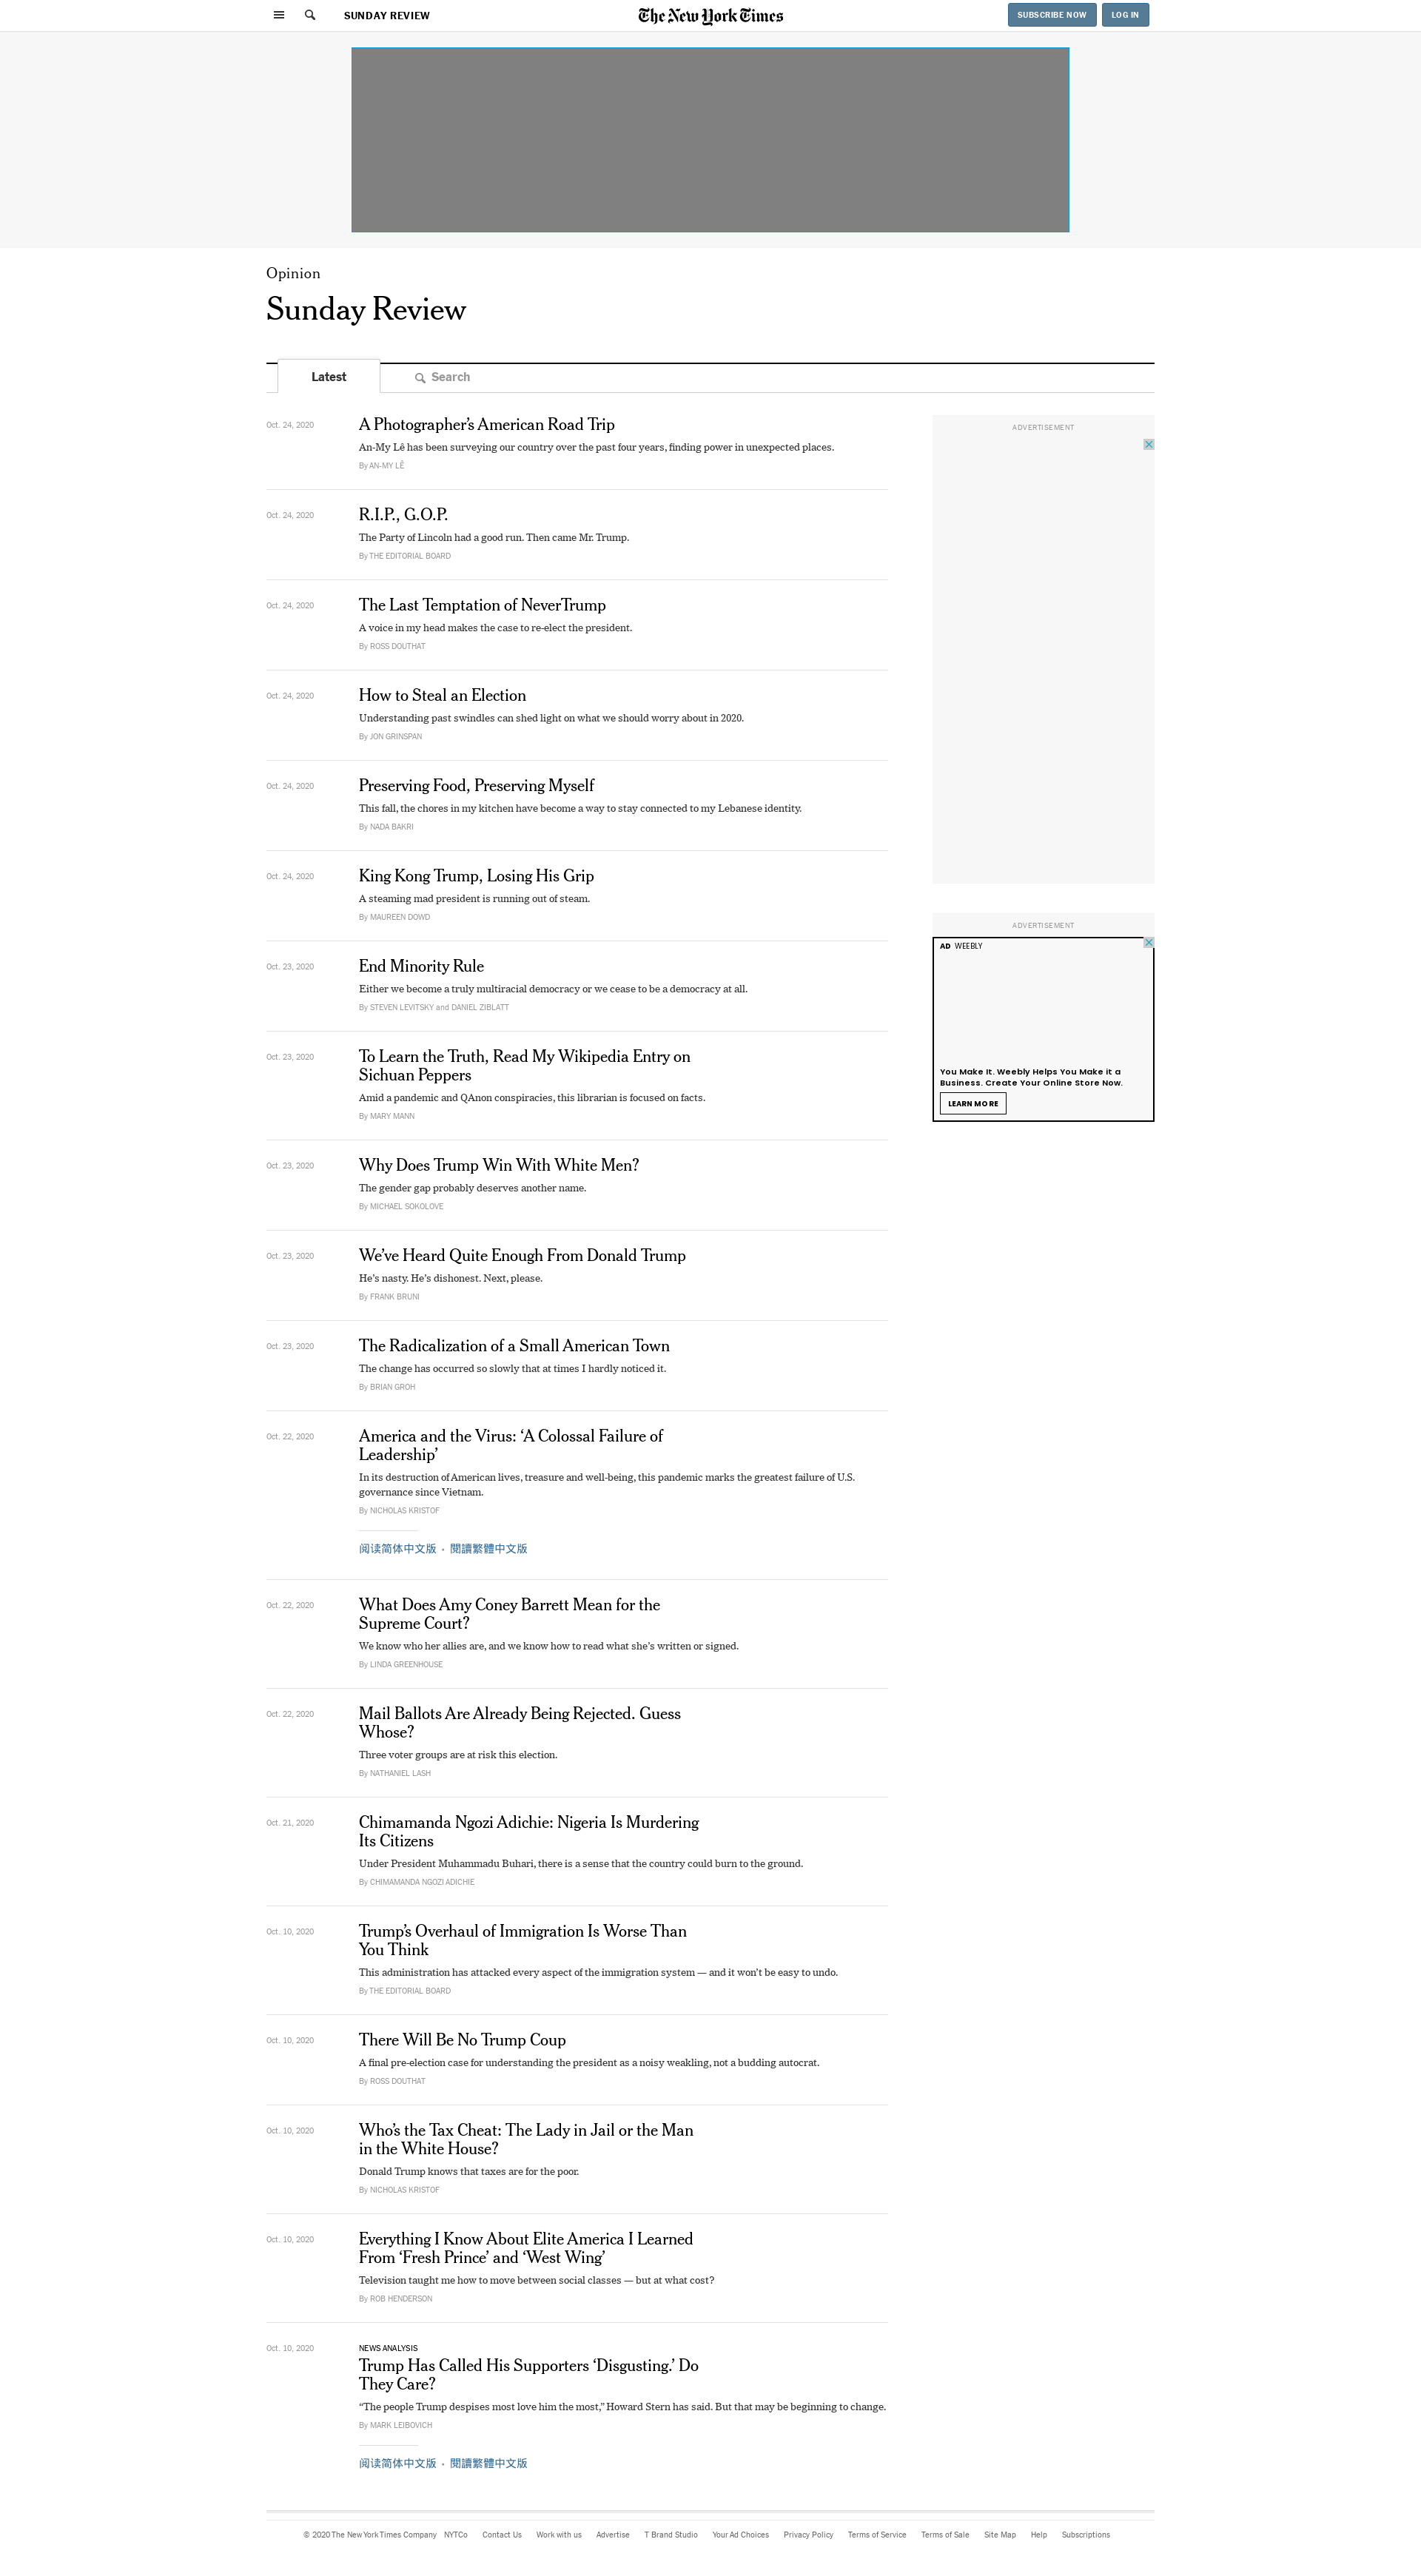 SUNDAY REVIEW
The New York Times
SUBSCRIBE NOW
LOG IN
Opinion
Sunday Review
Latest
Search
Oct. 24, 2020
A Photographer’s American Road Trip
An-My Lê has been surveying our country over the past four years, finding power in unexpected places.
By AN-MY LÊ
Oct. 24, 2020
R.I.P., G.O.P.
The Party of Lincoln had a good run. Then came Mr. Trump.
By THE EDITORIAL BOARD
Oct. 24, 2020
The Last Temptation of NeverTrump
A voice in my head makes the case to re-elect the president.
By ROSS DOUTHAT
Oct. 24, 2020
How to Steal an Election
Understanding past swindles can shed light on what we should worry about in 2020.
By JON GRINSPAN
Oct. 24, 2020
Preserving Food, Preserving Myself
This fall, the chores in my kitchen have become a way to stay connected to my Lebanese identity.
By NADA BAKRI
Oct. 24, 2020
King Kong Trump, Losing His Grip
A steaming mad president is running out of steam.
By MAUREEN DOWD
Oct. 23, 2020
End Minority Rule
Either we become a truly multiracial democracy or we cease to be a democracy at all.
By STEVEN LEVITSKY and DANIEL ZIBLATT
Oct. 23, 2020
To Learn the Truth, Read My Wikipedia Entry on
Sichuan Peppers
Amid a pandemic and QAnon conspiracies, this librarian is focused on facts.
By MARY MANN
Oct. 23, 2020
Why Does Trump Win With White Men?
The gender gap probably deserves another name.
By MICHAEL SOKOLOVE
Oct. 23, 2020
We’ve Heard Quite Enough From Donald Trump
He’s nasty. He’s dishonest. Next, please.
By FRANK BRUNI
Oct. 23, 2020
The Radicalization of a Small American Town
The change has occurred so slowly that at times I hardly noticed it.
By BRIAN GROH
Oct. 22, 2020
America and the Virus: ‘A Colossal Failure of
Leadership’
In its destruction of American lives, treasure and well-being, this pandemic marks the greatest failure of U.S.
governance since Vietnam.
By NICHOLAS KRISTOF
阅读简体中文版 • 閱讀繁體中文版
Oct. 22, 2020
What Does Amy Coney Barrett Mean for the
Supreme Court?
We know who her allies are, and we know how to read what she’s written or signed.
By LINDA GREENHOUSE
Oct. 22, 2020
Mail Ballots Are Already Being Rejected. Guess
Whose?
Three voter groups are at risk this election.
By NATHANIEL LASH
Oct. 21, 2020
Chimamanda Ngozi Adichie: Nigeria Is Murdering
Its Citizens
Under President Muhammadu Buhari, there is a sense that the country could burn to the ground.
By CHIMAMANDA NGOZI ADICHIE
Oct. 10, 2020
Trump’s Overhaul of Immigration Is Worse Than
You Think
This administration has attacked every aspect of the immigration system — and it won’t be easy to undo.
By THE EDITORIAL BOARD
Oct. 10, 2020
There Will Be No Trump Coup
A final pre-election case for understanding the president as a noisy weakling, not a budding autocrat.
By ROSS DOUTHAT
Oct. 10, 2020
Who’s the Tax Cheat: The Lady in Jail or the Man
in the White House?
Donald Trump knows that taxes are for the poor.
By NICHOLAS KRISTOF
Oct. 10, 2020
Everything I Know About Elite America I Learned
From ‘Fresh Prince’ and ‘West Wing’
Television taught me how to move between social classes — but at what cost?
By ROB HENDERSON
Oct. 10, 2020
NEWS ANALYSIS
Trump Has Called His Supporters ‘Disgusting.’ Do
They Care?
“The people Trump despises most love him the most,” Howard Stern has said. But that may be beginning to change.
By MARK LEIBOVICH
阅读简体中文版 • 閱讀繁體中文版
ADVERTISEMENT
ADVERTISEMENT
AD WEEBLY
You Make It. Weebly Helps You Make it a
Business. Create Your Online Store Now.
LEARN MORE
© 2020 The New York Times Company NYTCo Contact Us Work with us Advertise T Brand Studio Your Ad Choices Privacy Policy Terms of Service Terms of Sale Site Map Help Subscriptions